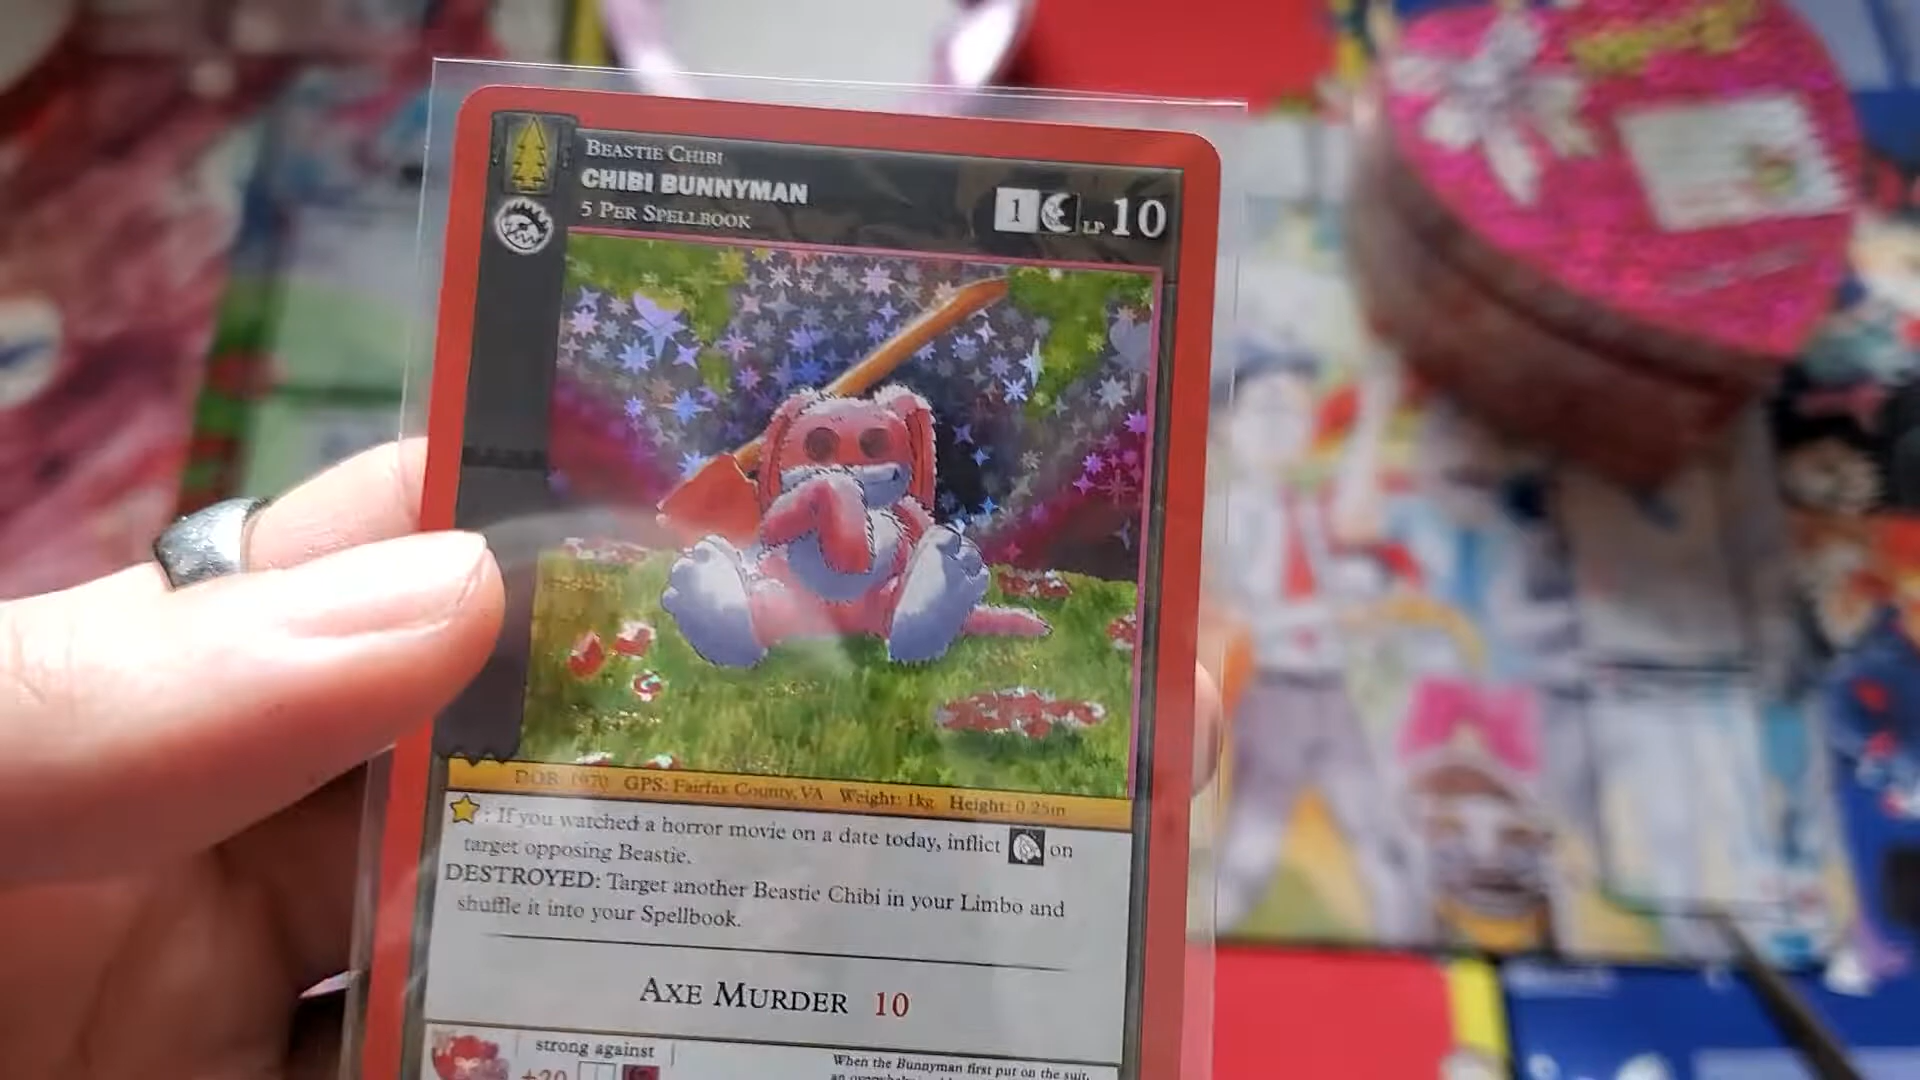 BEASTIE CHIBI
CHIBI BUNNYMAN
5 PER SPELLBOOK
1 LP 10
DOB: 1970 GPS: Fairfax County, VA Weight: 1kg Height: 0.25m
: If you watched a horror movie on a date today, inflict on
target opposing Beastie.
DESTROYED: Target another Beastie Chibi in your Limbo and
shuffle it into your Spellbook.
AXE MURDER 10
strong against
+20
When the Bunnyman first put on the suit,